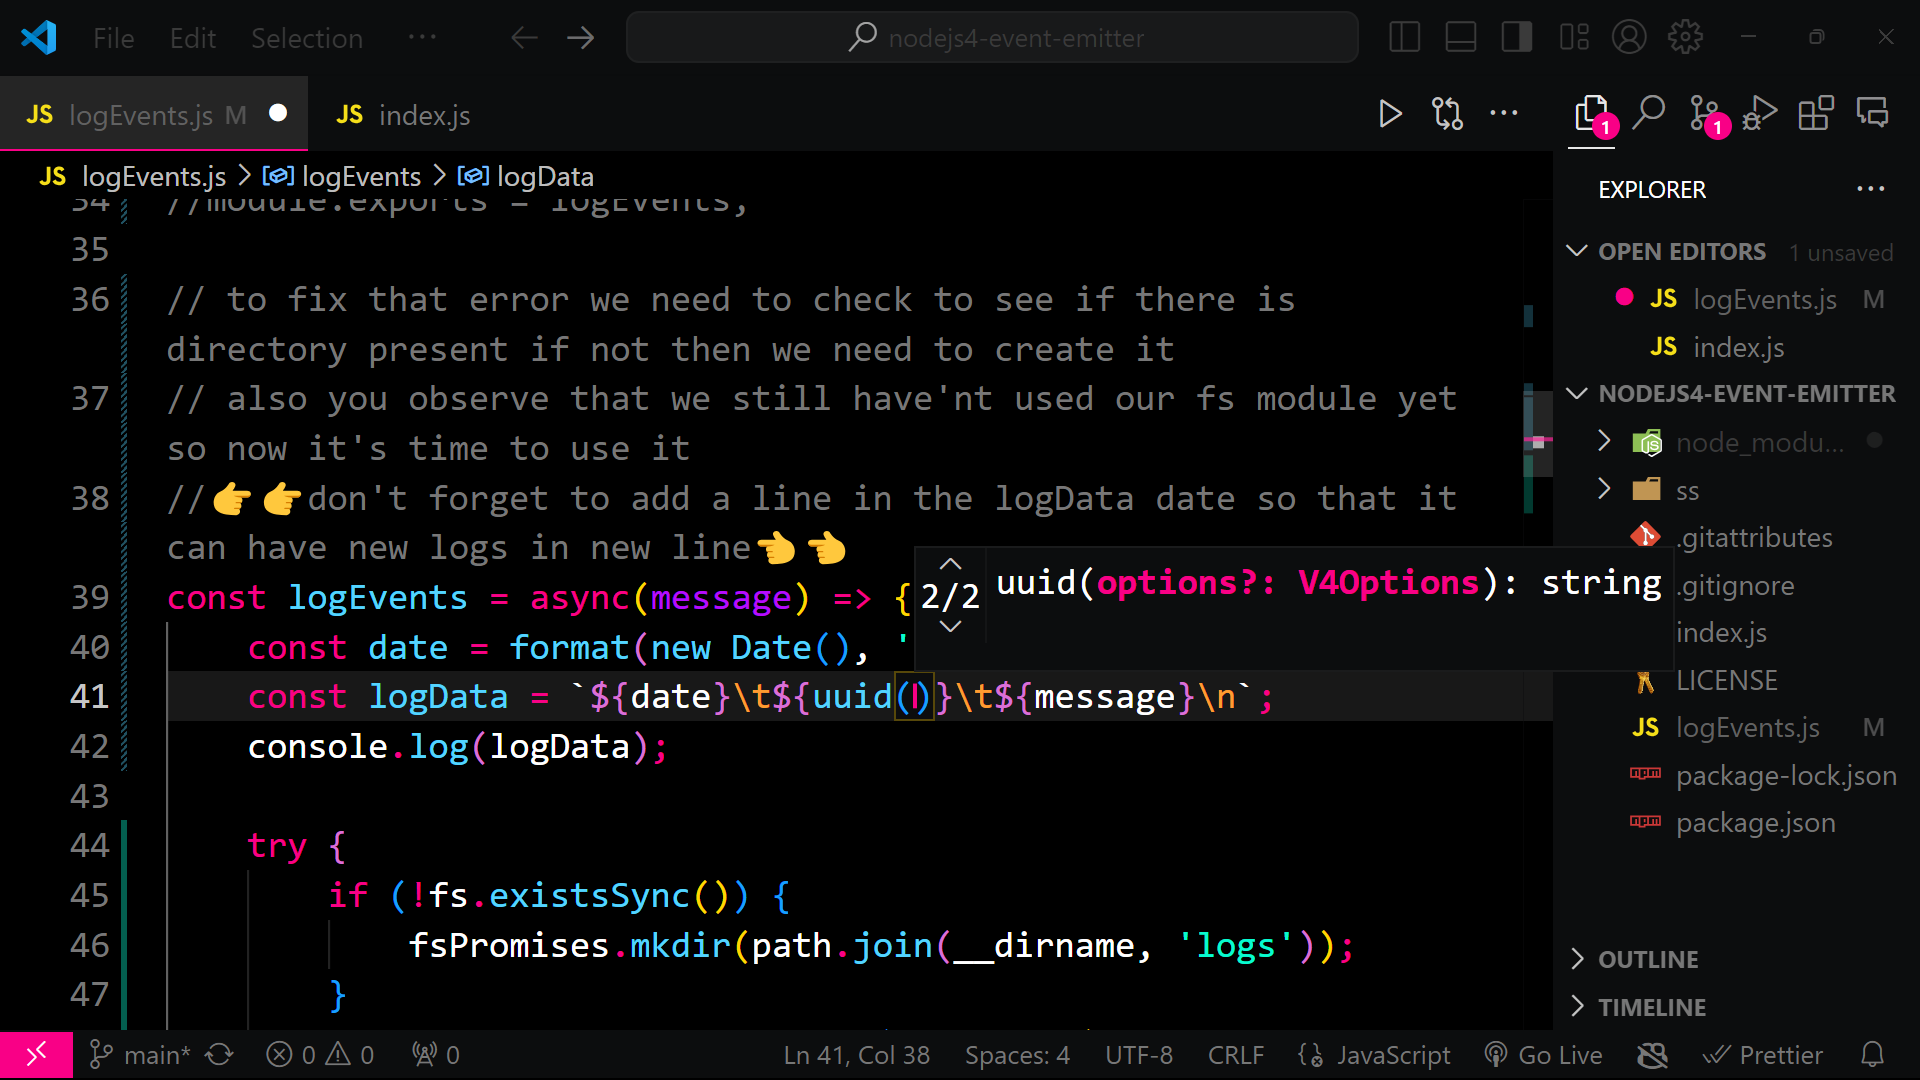 File Edit Selection ··· nodejs4-event-emitter
JS logEvents.js M JS index.js
JS logEvents.js > logEvents > logData
34 //module.exports = logEvents;
35
36 // to fix that error we need to check to see if there is
directory present if not then we need to create it
37 // also you observe that we still have'nt used our fs module yet
so now it's time to use it
38 //👉👉don't forget to add a line in the logData date so that it
can have new logs in new line👈👈
39 const logEvents = async(message) => {
2/2 uuid(options?: V4Options): string
40 const date = format(new Date(), '
41 const logData = `${date}\t${uuid()}\t${message}\n`;
42 console.log(logData);
43
44 try {
45 if (!fs.existsSync()) {
46 fsPromises.mkdir(path.join(__dirname, 'logs'));
47 }
1 1
EXPLORER ···
OPEN EDITORS 1 unsaved
JS logEvents.js M
JS index.js
NODEJS4-EVENT-EMITTER
node_modu...
ss
.gitattributes
.gitignore
index.js
LICENSE
JS logEvents.js M
package-lock.json
package.json
OUTLINE
TIMELINE
main* 0 0 0 Ln 41, Col 38 Spaces: 4 UTF-8 CRLF JavaScript Go Live Prettier